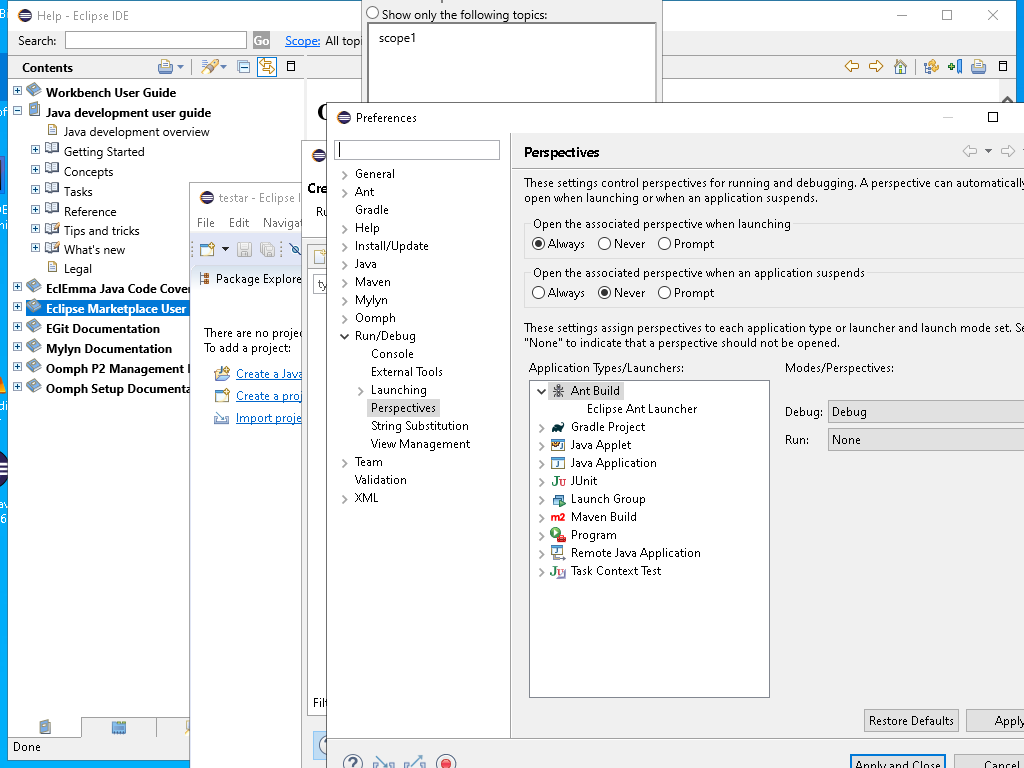 Help - Eclipse IDE
Show only the following topics:
scope1
Search:
Go
Scope:
All topi
Contents
Workbench User Guide
Java development user guide
Java development overview
Getting Started
Concepts
Tasks
Reference
Tips and tricks
What's new
Legal
EclEmma Java Code Cover
Eclipse Marketplace User
EGit Documentation
Mylyn Documentation
Oomph P2 Management
Oomph Setup Documenta
Done
testar - Eclipse I
File Edit Navigat
Package Explore
There are no projec
To add a project:
Create a Java
Create a proj
Import proje
Cre
Ru
ty
Filt
Preferences
General
Ant
Gradle
Help
Install/Update
Java
Maven
Mylyn
Oomph
Run/Debug
Console
External Tools
Launching
Perspectives
String Substitution
View Management
Team
Validation
XML
Perspectives
These settings control perspectives for running and debugging. A perspective can automatically
open when launching or when an application suspends.
Open the associated perspective when launching
Always Never Prompt
Open the associated perspective when an application suspends
Always Never Prompt
These settings assign perspectives to each application type or launcher and launch mode set. Se
"None" to indicate that a perspective should not be opened.
Application Types/Launchers:
Modes/Perspectives:
Ant Build
Eclipse Ant Launcher
Gradle Project
Java Applet
Java Application
JUnit
Launch Group
Maven Build
Program
Remote Java Application
Task Context Test
Debug: Debug
Run: None
Restore Defaults
Apply
Apply and Close
Cancel